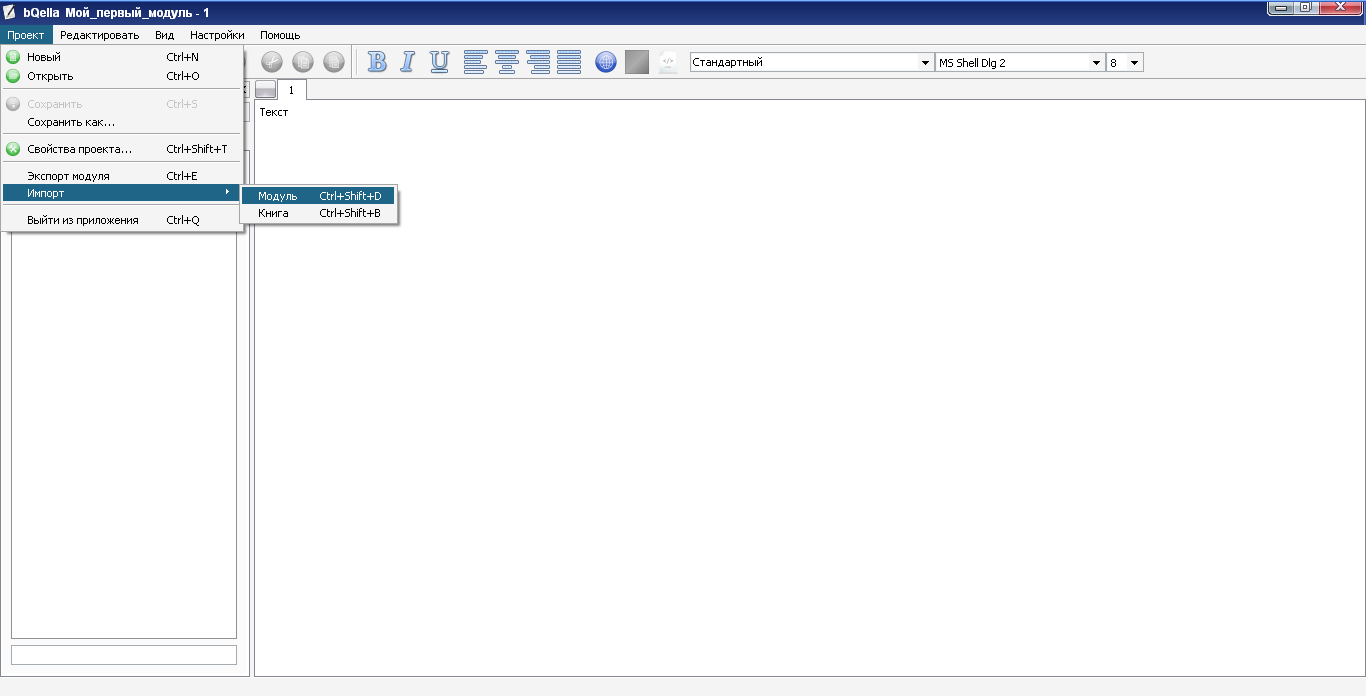 bQella Мой_первый_модуль - 1
Проект Редактировать Вид Настройки Помощь
Новый Ctrl+N
Открыть Ctrl+O
Сохранить Ctrl+S
Сохранить как...
Свойства проекта... Ctrl+Shift+T
Экспорт модуля Ctrl+E
Импорт
Выйти из приложения Ctrl+Q
Модуль Ctrl+Shift+D
Книга Ctrl+Shift+B
B I U
Стандартный MS Shell Dlg 2 8
1
Текст